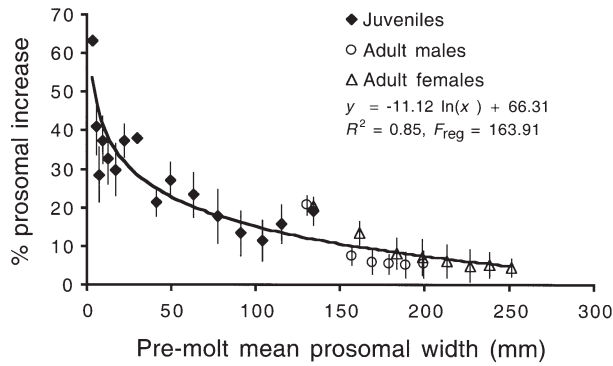 % prosomal increase
70
60
50
40
30
20
10
0
Juveniles
Adult males
Adult females
y = -11.12 ln(x ) + 66.31
R² = 0.85, Freg = 163.91
0 50 100 150 200 250 300
Pre-molt mean prosomal width (mm)